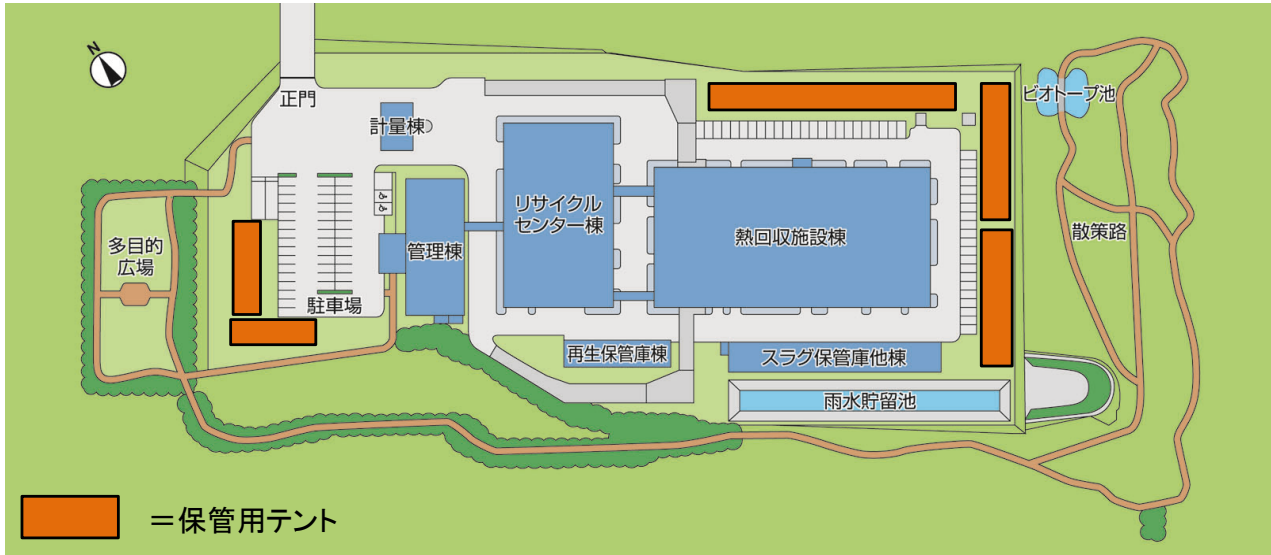 N
正門
計量棟
ビオトープ池
リサイクル
センター棟
多目的
広場
管理棟
熱回収施設棟
散策路
駐車場
再生保管庫棟
スラグ保管庫他棟
雨水貯留池
＝保管用テント